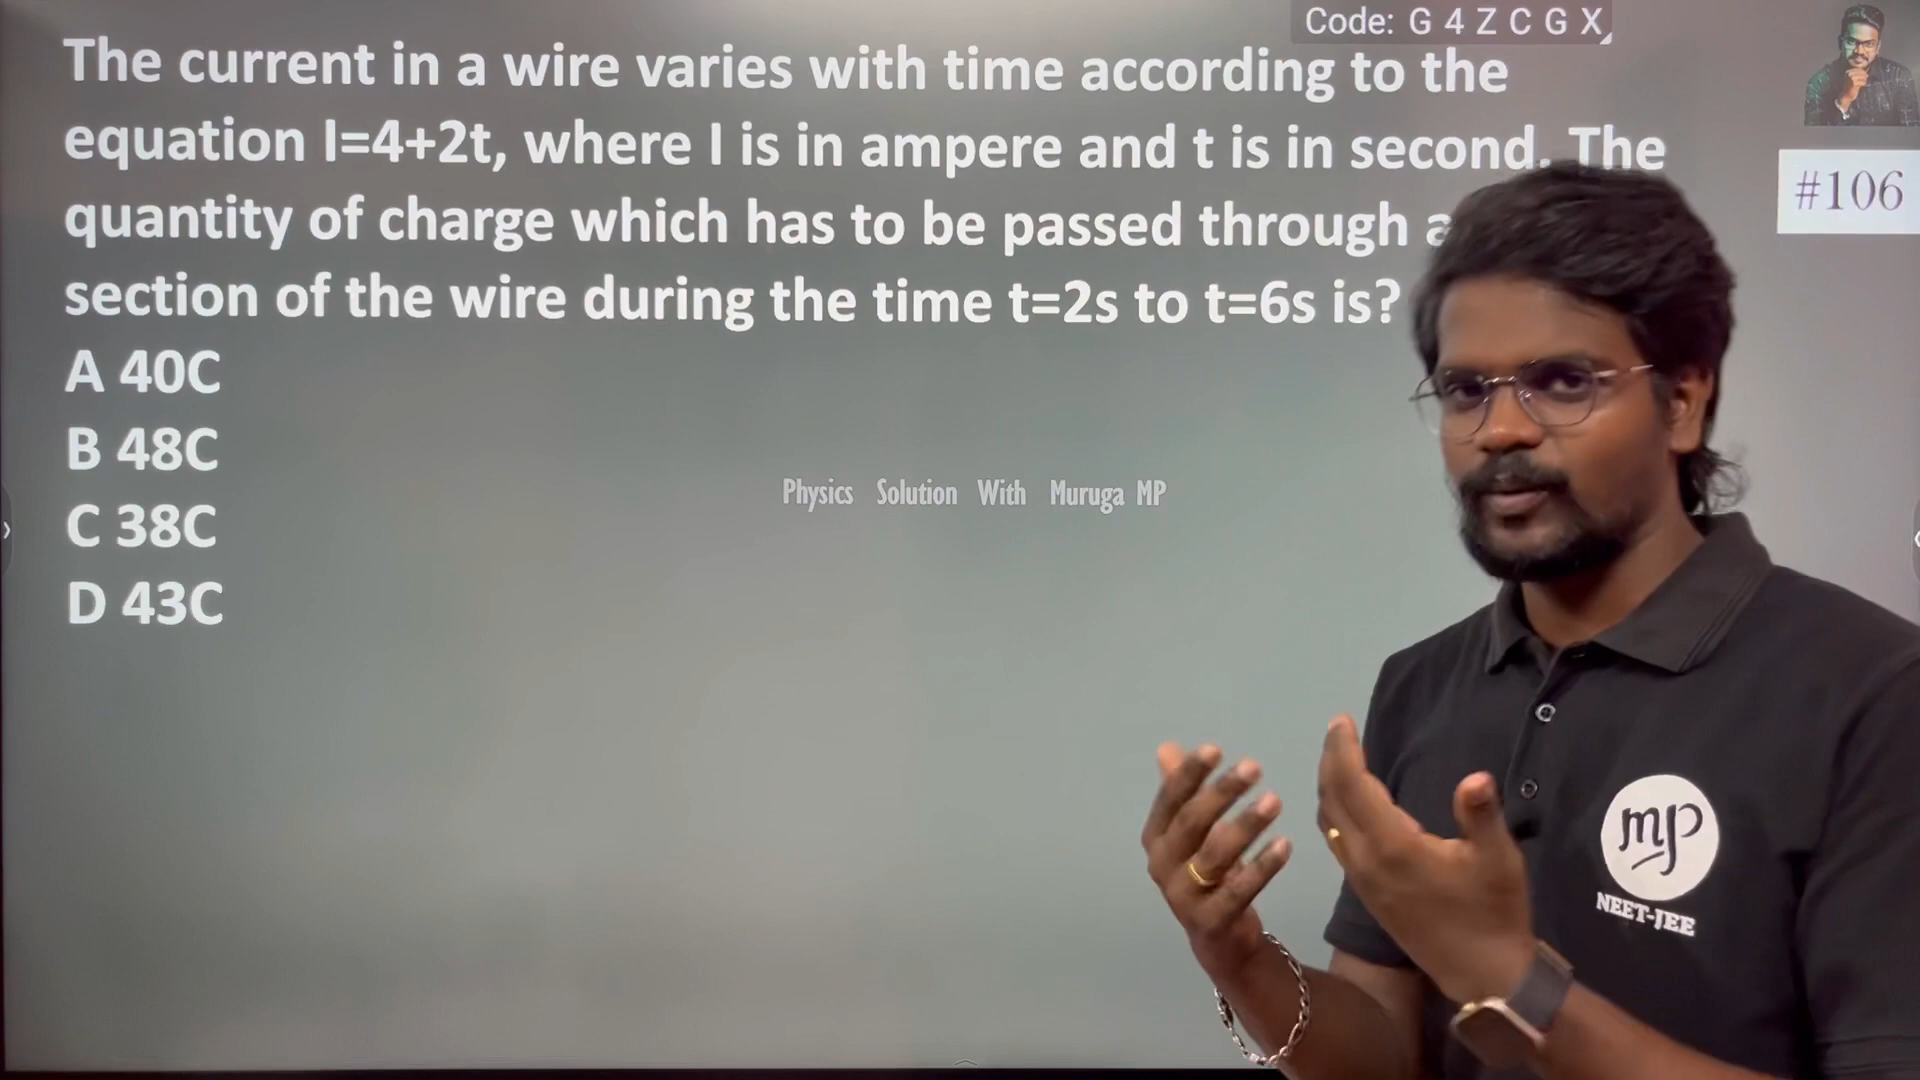 Code: G 4 Z C G X
The current in a wire varies with time according to the
equation I=4+2t, where I is in ampere and t is in second. The
#106
quantity of charge which has to be passed through a
section of the wire during the time t=2s to t=6s is?
A 40C
B 48C
Physics Solution With Muruga MP
C 38C
D 43C
mp
NEET-JEE